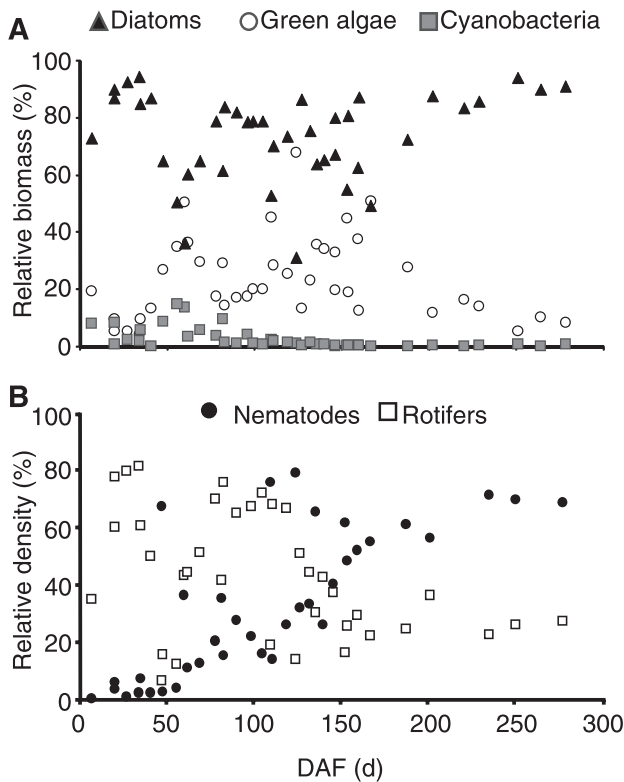 A
Diatoms Green algae Cyanobacteria
100
80
60
40
20
0
Relative biomass (%)
B
Nematodes Rotifers
100
80
60
40
20
0
Relative density (%)
0 50 100 150 200 250 300
DAF (d)